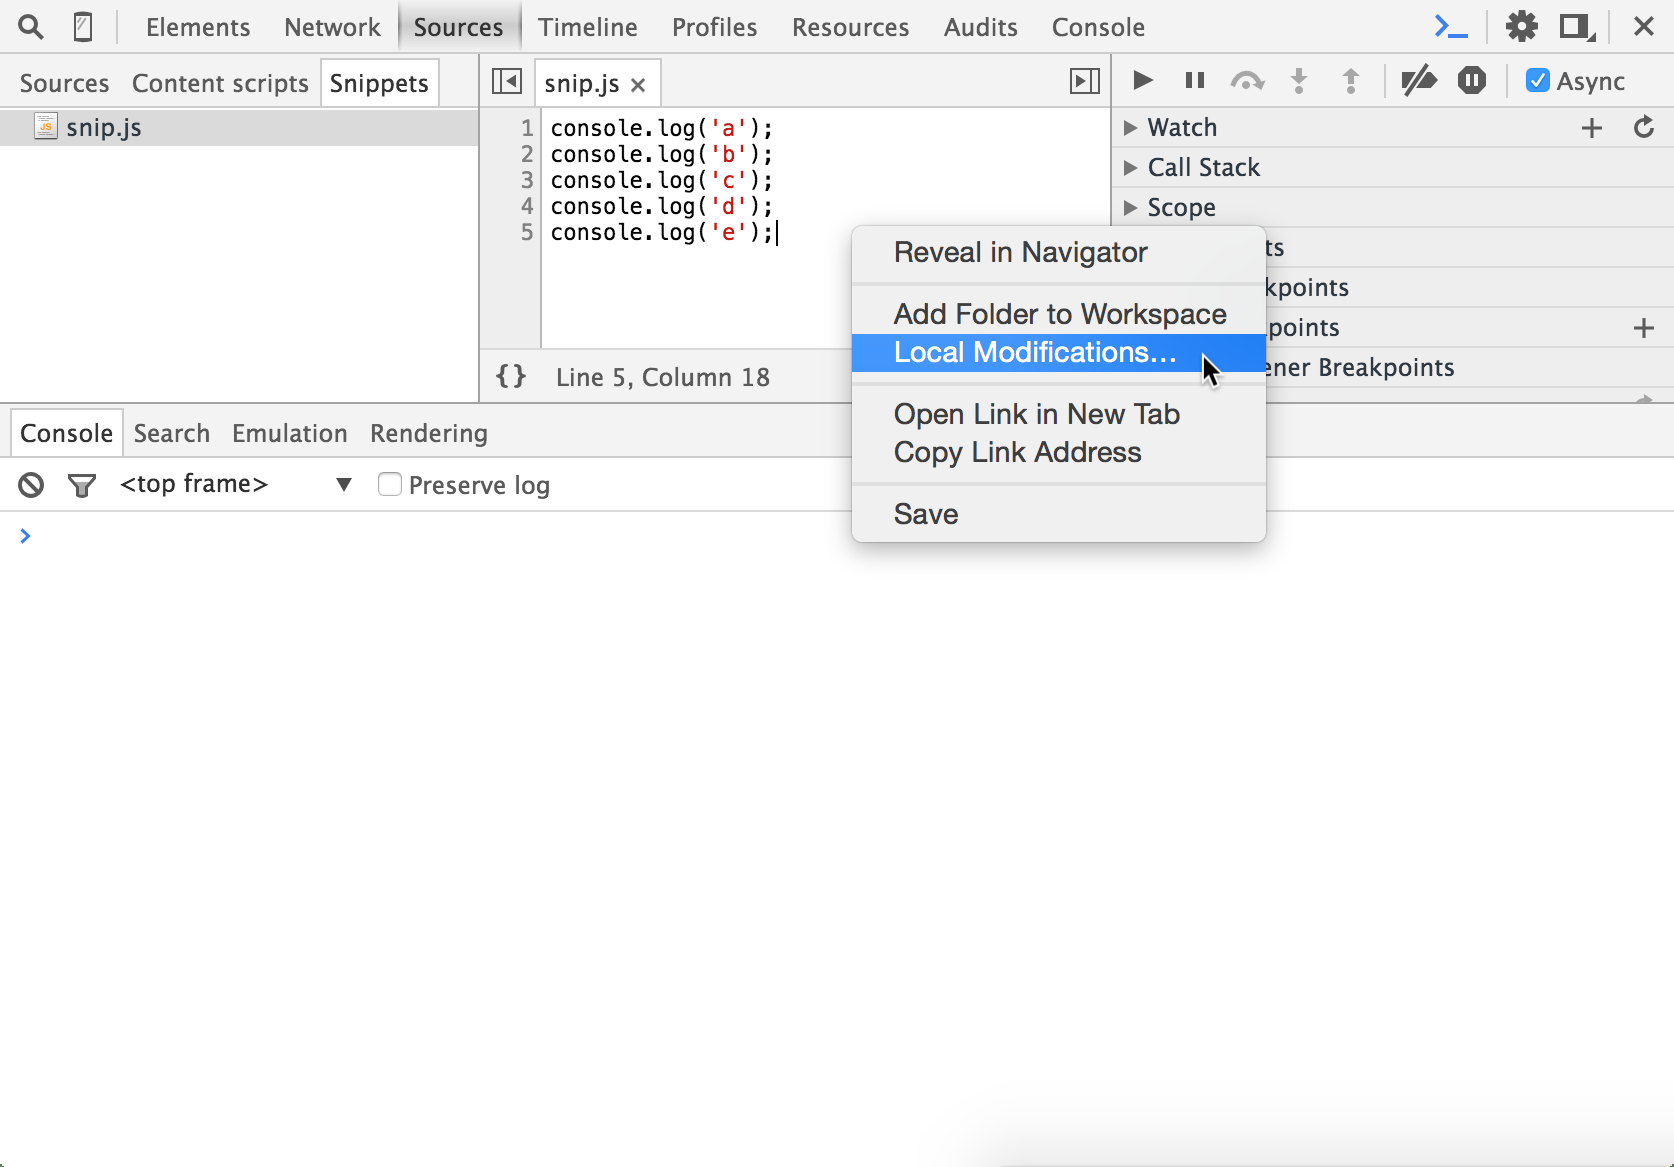 Elements Network Sources Timeline Profiles Resources Audits Console
Sources Content scripts Snippets
snip.js
snip.js
Async
1 console.log('a');
2 console.log('b');
3 console.log('c');
4 console.log('d');
5 console.log('e');
{} Line 5, Column 18
Watch
Call Stack
Scope
ts
kpoints
points
ener Breakpoints
Reveal in Navigator
Add Folder to Workspace
Local Modifications...
Open Link in New Tab
Copy Link Address
Save
Console Search Emulation Rendering
<top frame> Preserve log